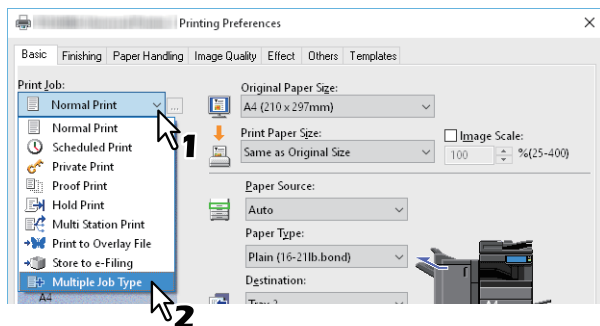 Printing Preferences
Basic Finishing Paper Handling Image Quality Effect Others Templates
Print Job:
Normal Print
...
Normal Print
Scheduled Print
Private Print
Proof Print
Hold Print
Multi Station Print
Print to Overlay File
Store to e-Filing
Multiple Job Type
A4
1
2
Original Paper Size:
A4 (210 x 297mm)
Print Paper Size:
Same as Original Size
Image Scale:
100 %(25-400)
Paper Source:
Auto
Paper Type:
Plain (16-21lb.bond)
Destination:
Tray 2